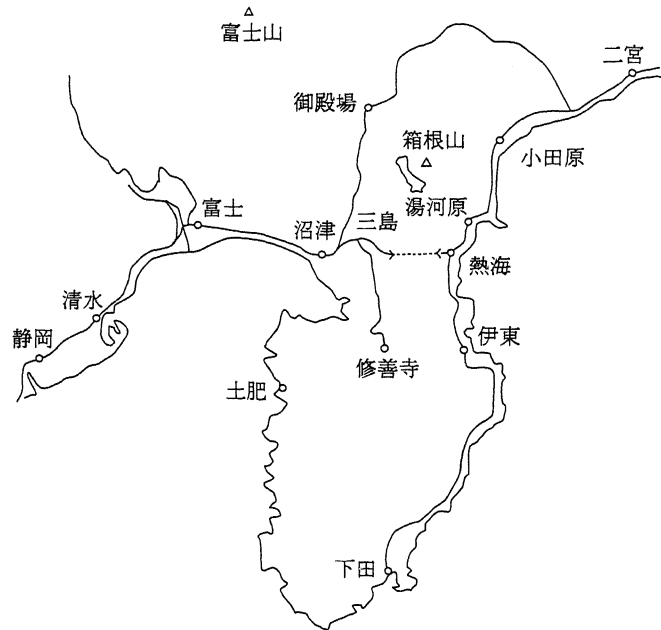 富士山
二宮
御殿場
箱根山
小田原
湯河原
富士
沼津
三島
熱海
清水
静岡
伊東
修善寺
土肥
下田